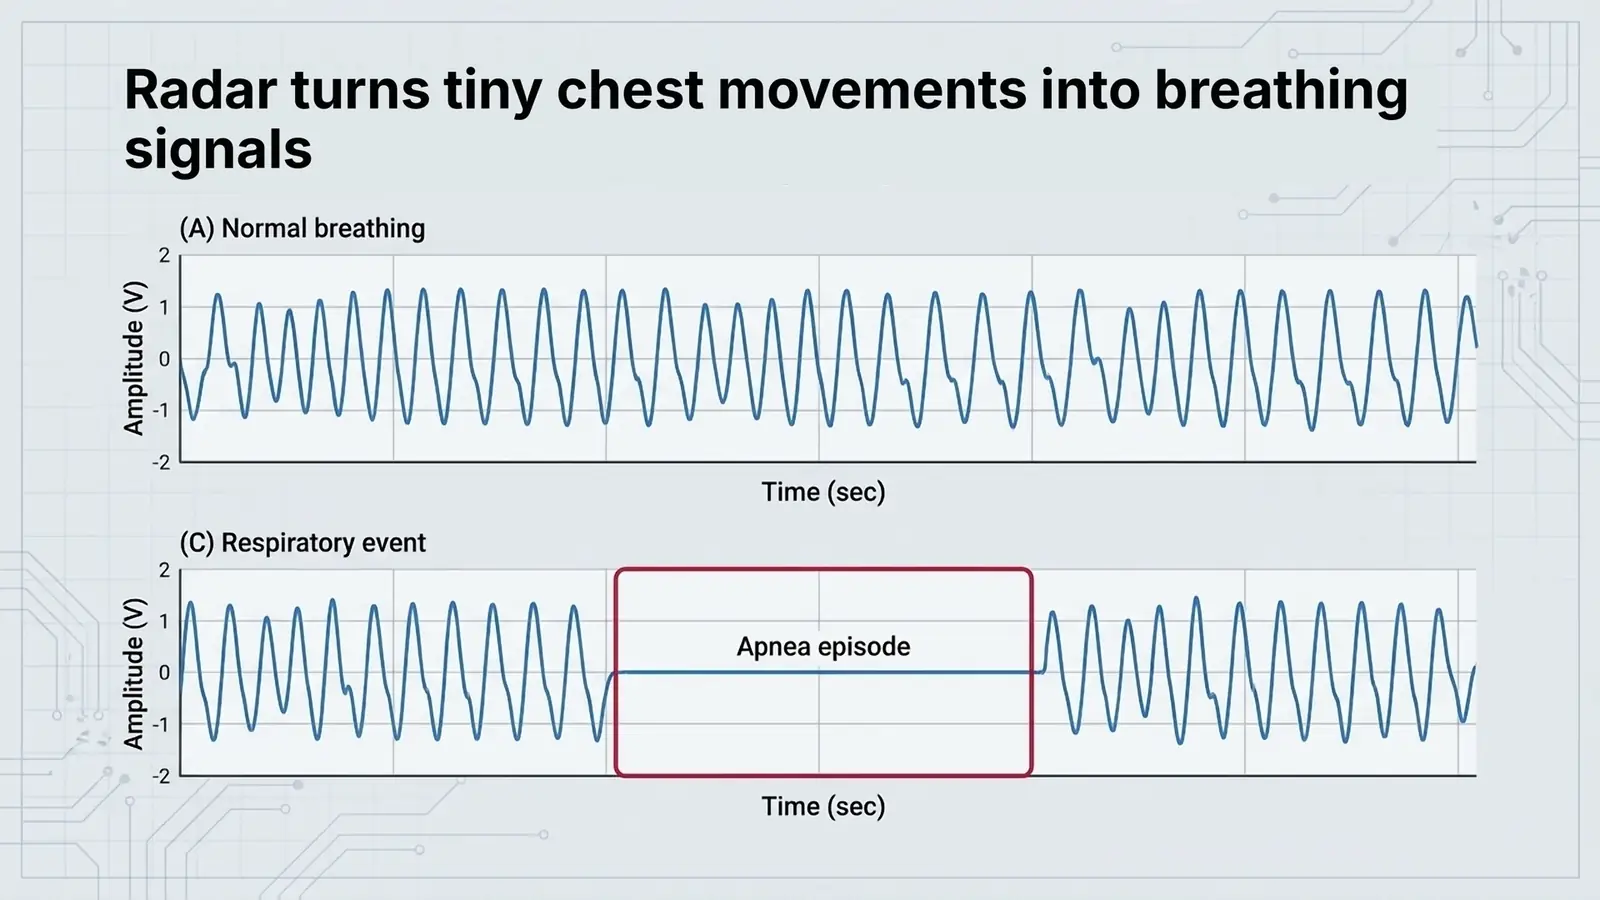 Radar turns tiny chest movements into breathing
signals
(A) Normal breathing
Amplitude (V)
2
1
0
-1
-2
Time (sec)
(C) Respiratory event
Amplitude (V)
2
1
0
-1
-2
Apnea episode
Time (sec)